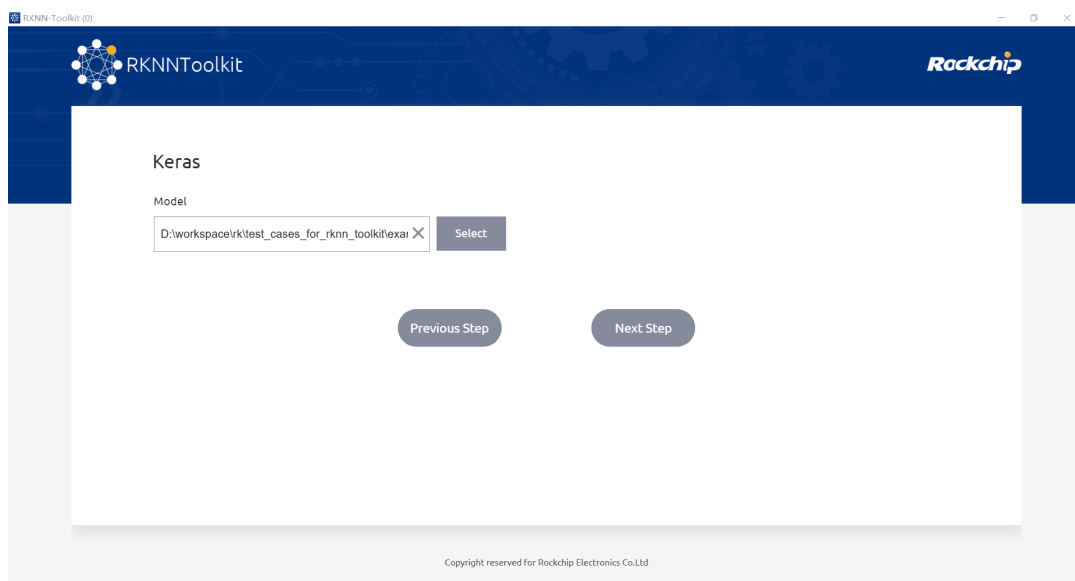 RKNN-Toolkit (0)
RKNNToolkit
Rockchip
Keras
Model
D:\workspace\rk\test_cases_for_rknn_toolkit\exa
Select
Previous Step
Next Step
Copyright reserved for Rockchip Electronics Co.Ltd